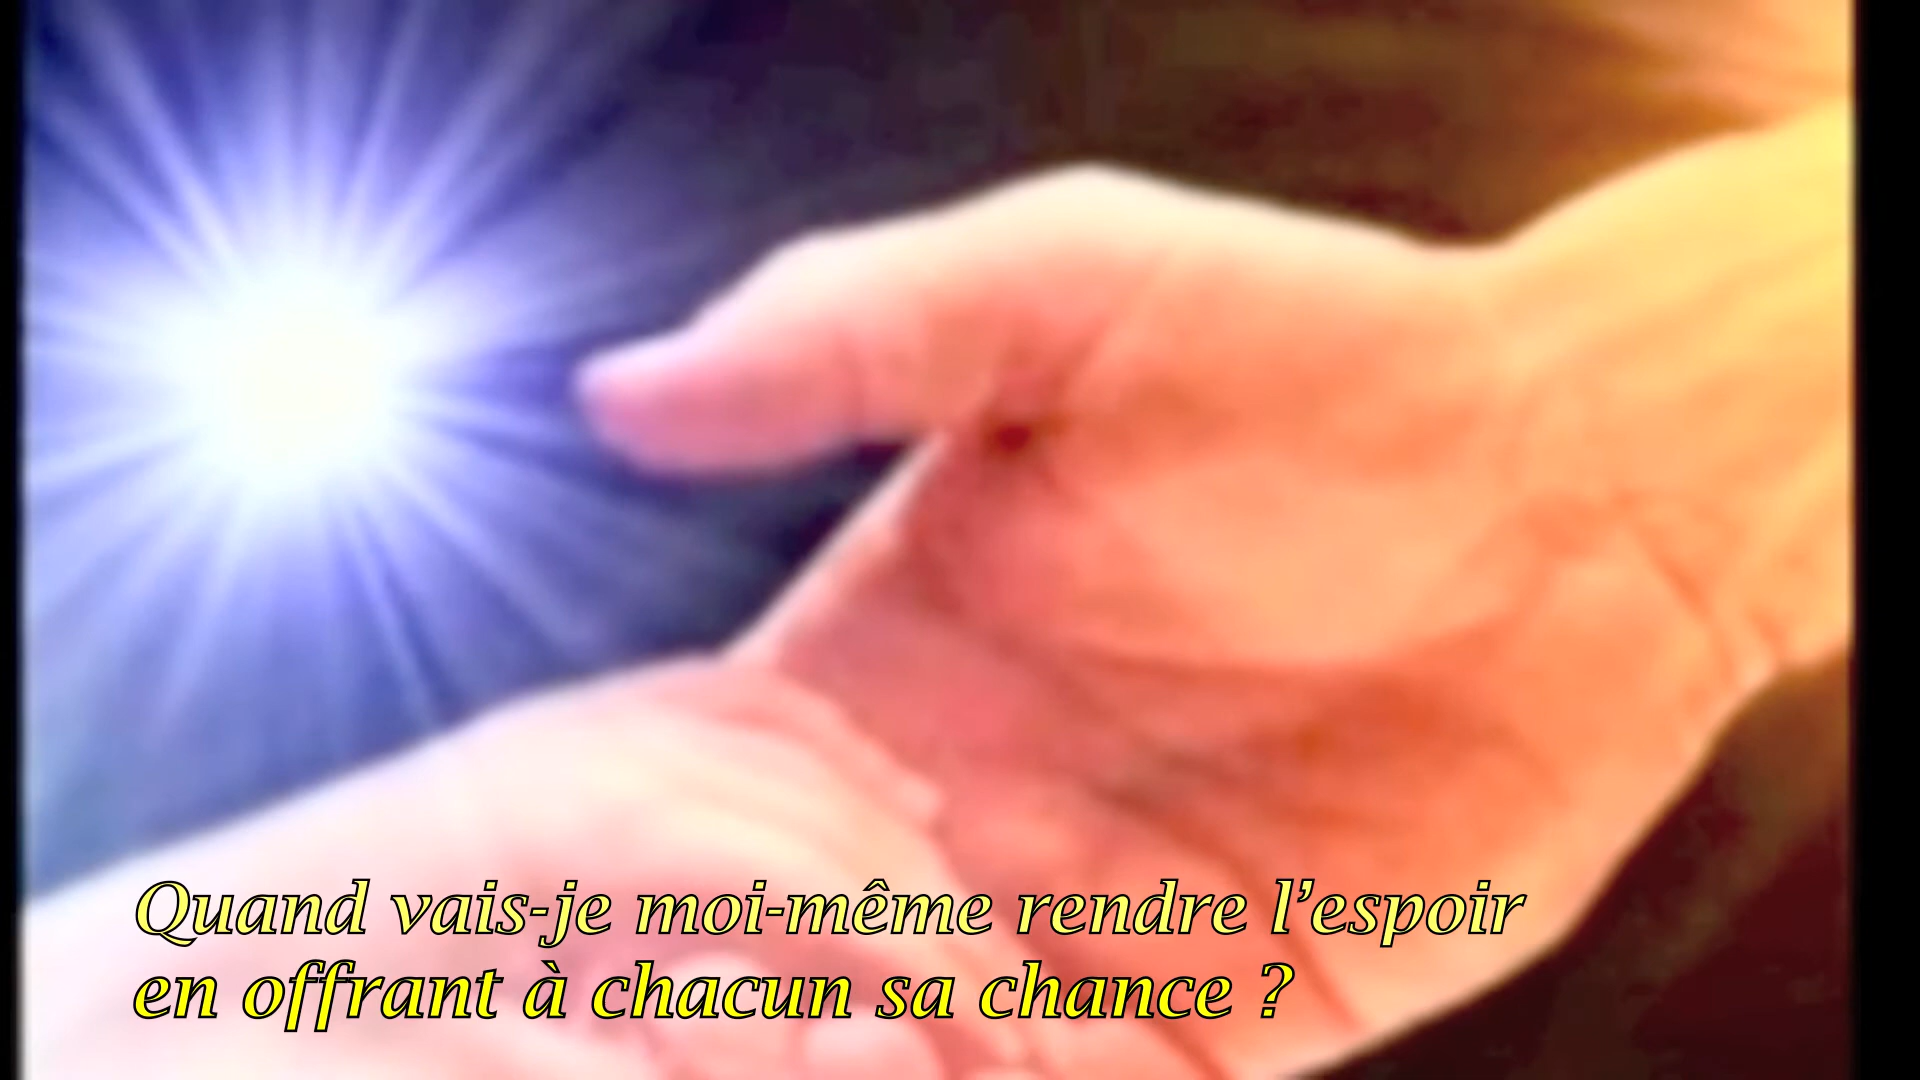 Quand vais-je moi-même rendre l’espoir
en offrant à chacun sa chance ?